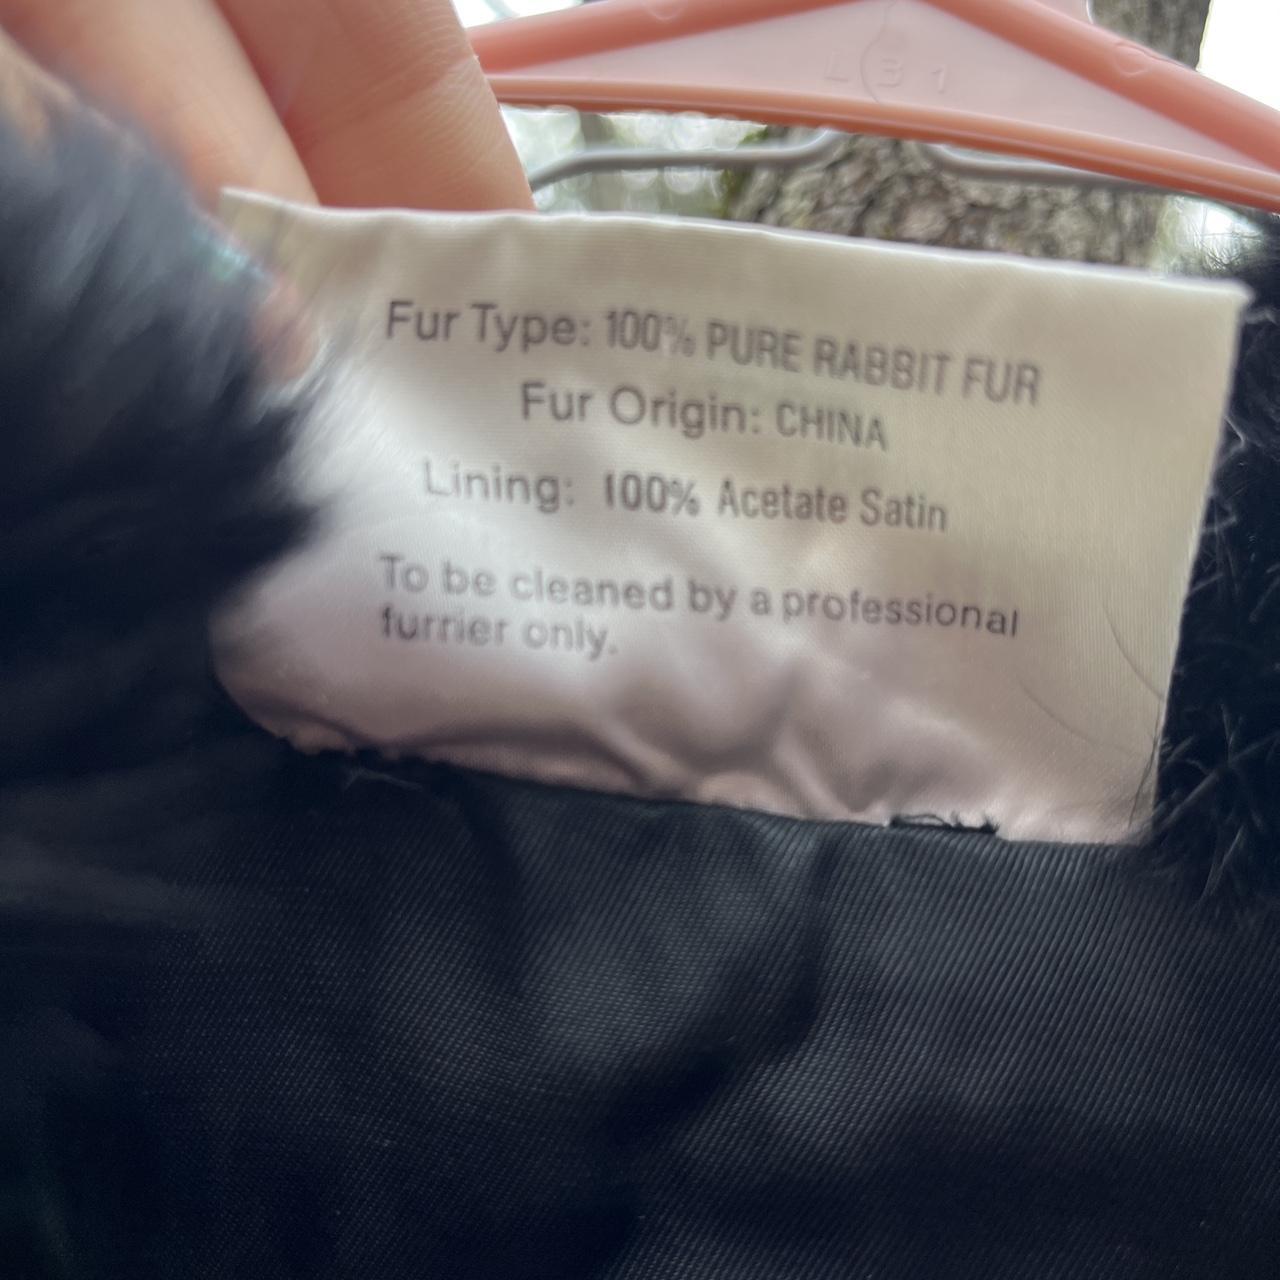 L B 1
Fur Type: 100% PURE RABBIT FUR
Fur Origin: CHINA
Lining: 100% Acetate Satin
To be cleaned by a professional
furrier only.